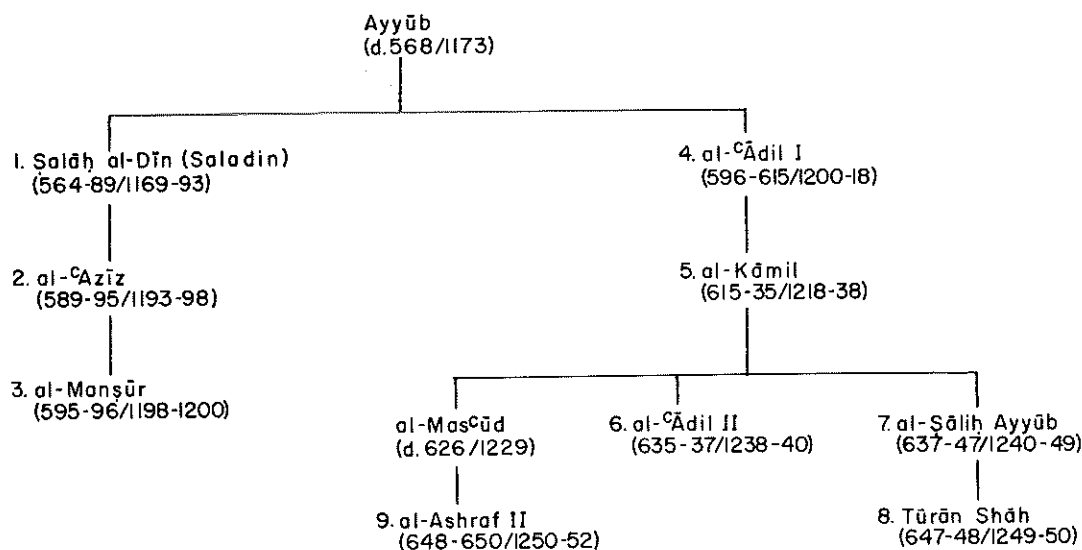 Ayyūb
(d.568/1173)
1. Ṣalāḥ al-Dīn (Saladin)
(564-89/1169-93)
4. al-ᶜĀdil I
(596-615/1200-18)
2. al-ᶜAzīz
(589-95/1193-98)
5. al-Kāmil
(615-35/1218-38)
3. al-Manṣūr
(595-96/1198-1200)
al-Masᶜūd
(d.626/1229)
6. al-ᶜĀdil II
(635-37/1238-40)
7. al-Ṣāliḥ Ayyūb
(637-47/1240-49)
9. al-Ashraf II
(648-650/1250-52)
8. Tūrān Shāh
(647-48/1249-50)